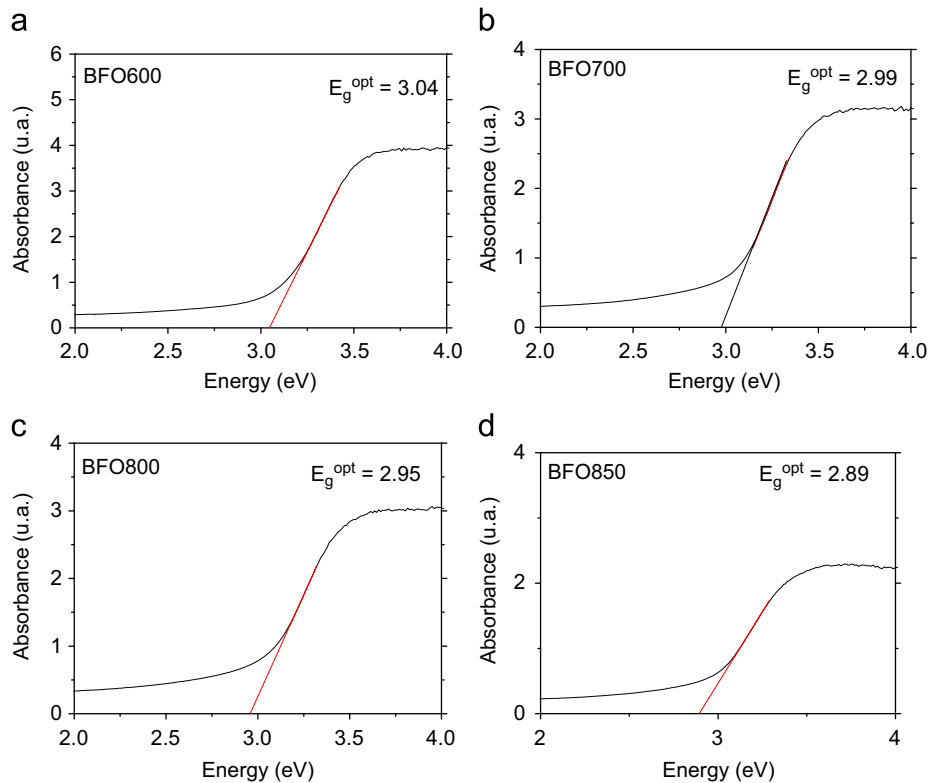 a
BFO600
E_g^opt = 3.04
Absorbance (u.a.)
6
5
4
3
2
1
0
2.0 2.5 3.0 3.5 4.0
Energy (eV)
b
BFO700
E_g^opt = 2.99
Absorbance (u.a.)
4
3
2
1
0
2.0 2.5 3.0 3.5 4.0
Energy (eV)
c
BFO800
E_g^opt = 2.95
Absorbance (u.a.)
4
3
2
1
0
2.0 2.5 3.0 3.5 4.0
Energy (eV)
d
BFO850
E_g^opt = 2.89
Absorbance (u.a.)
4
2
0
2 3 4
Energy (eV)